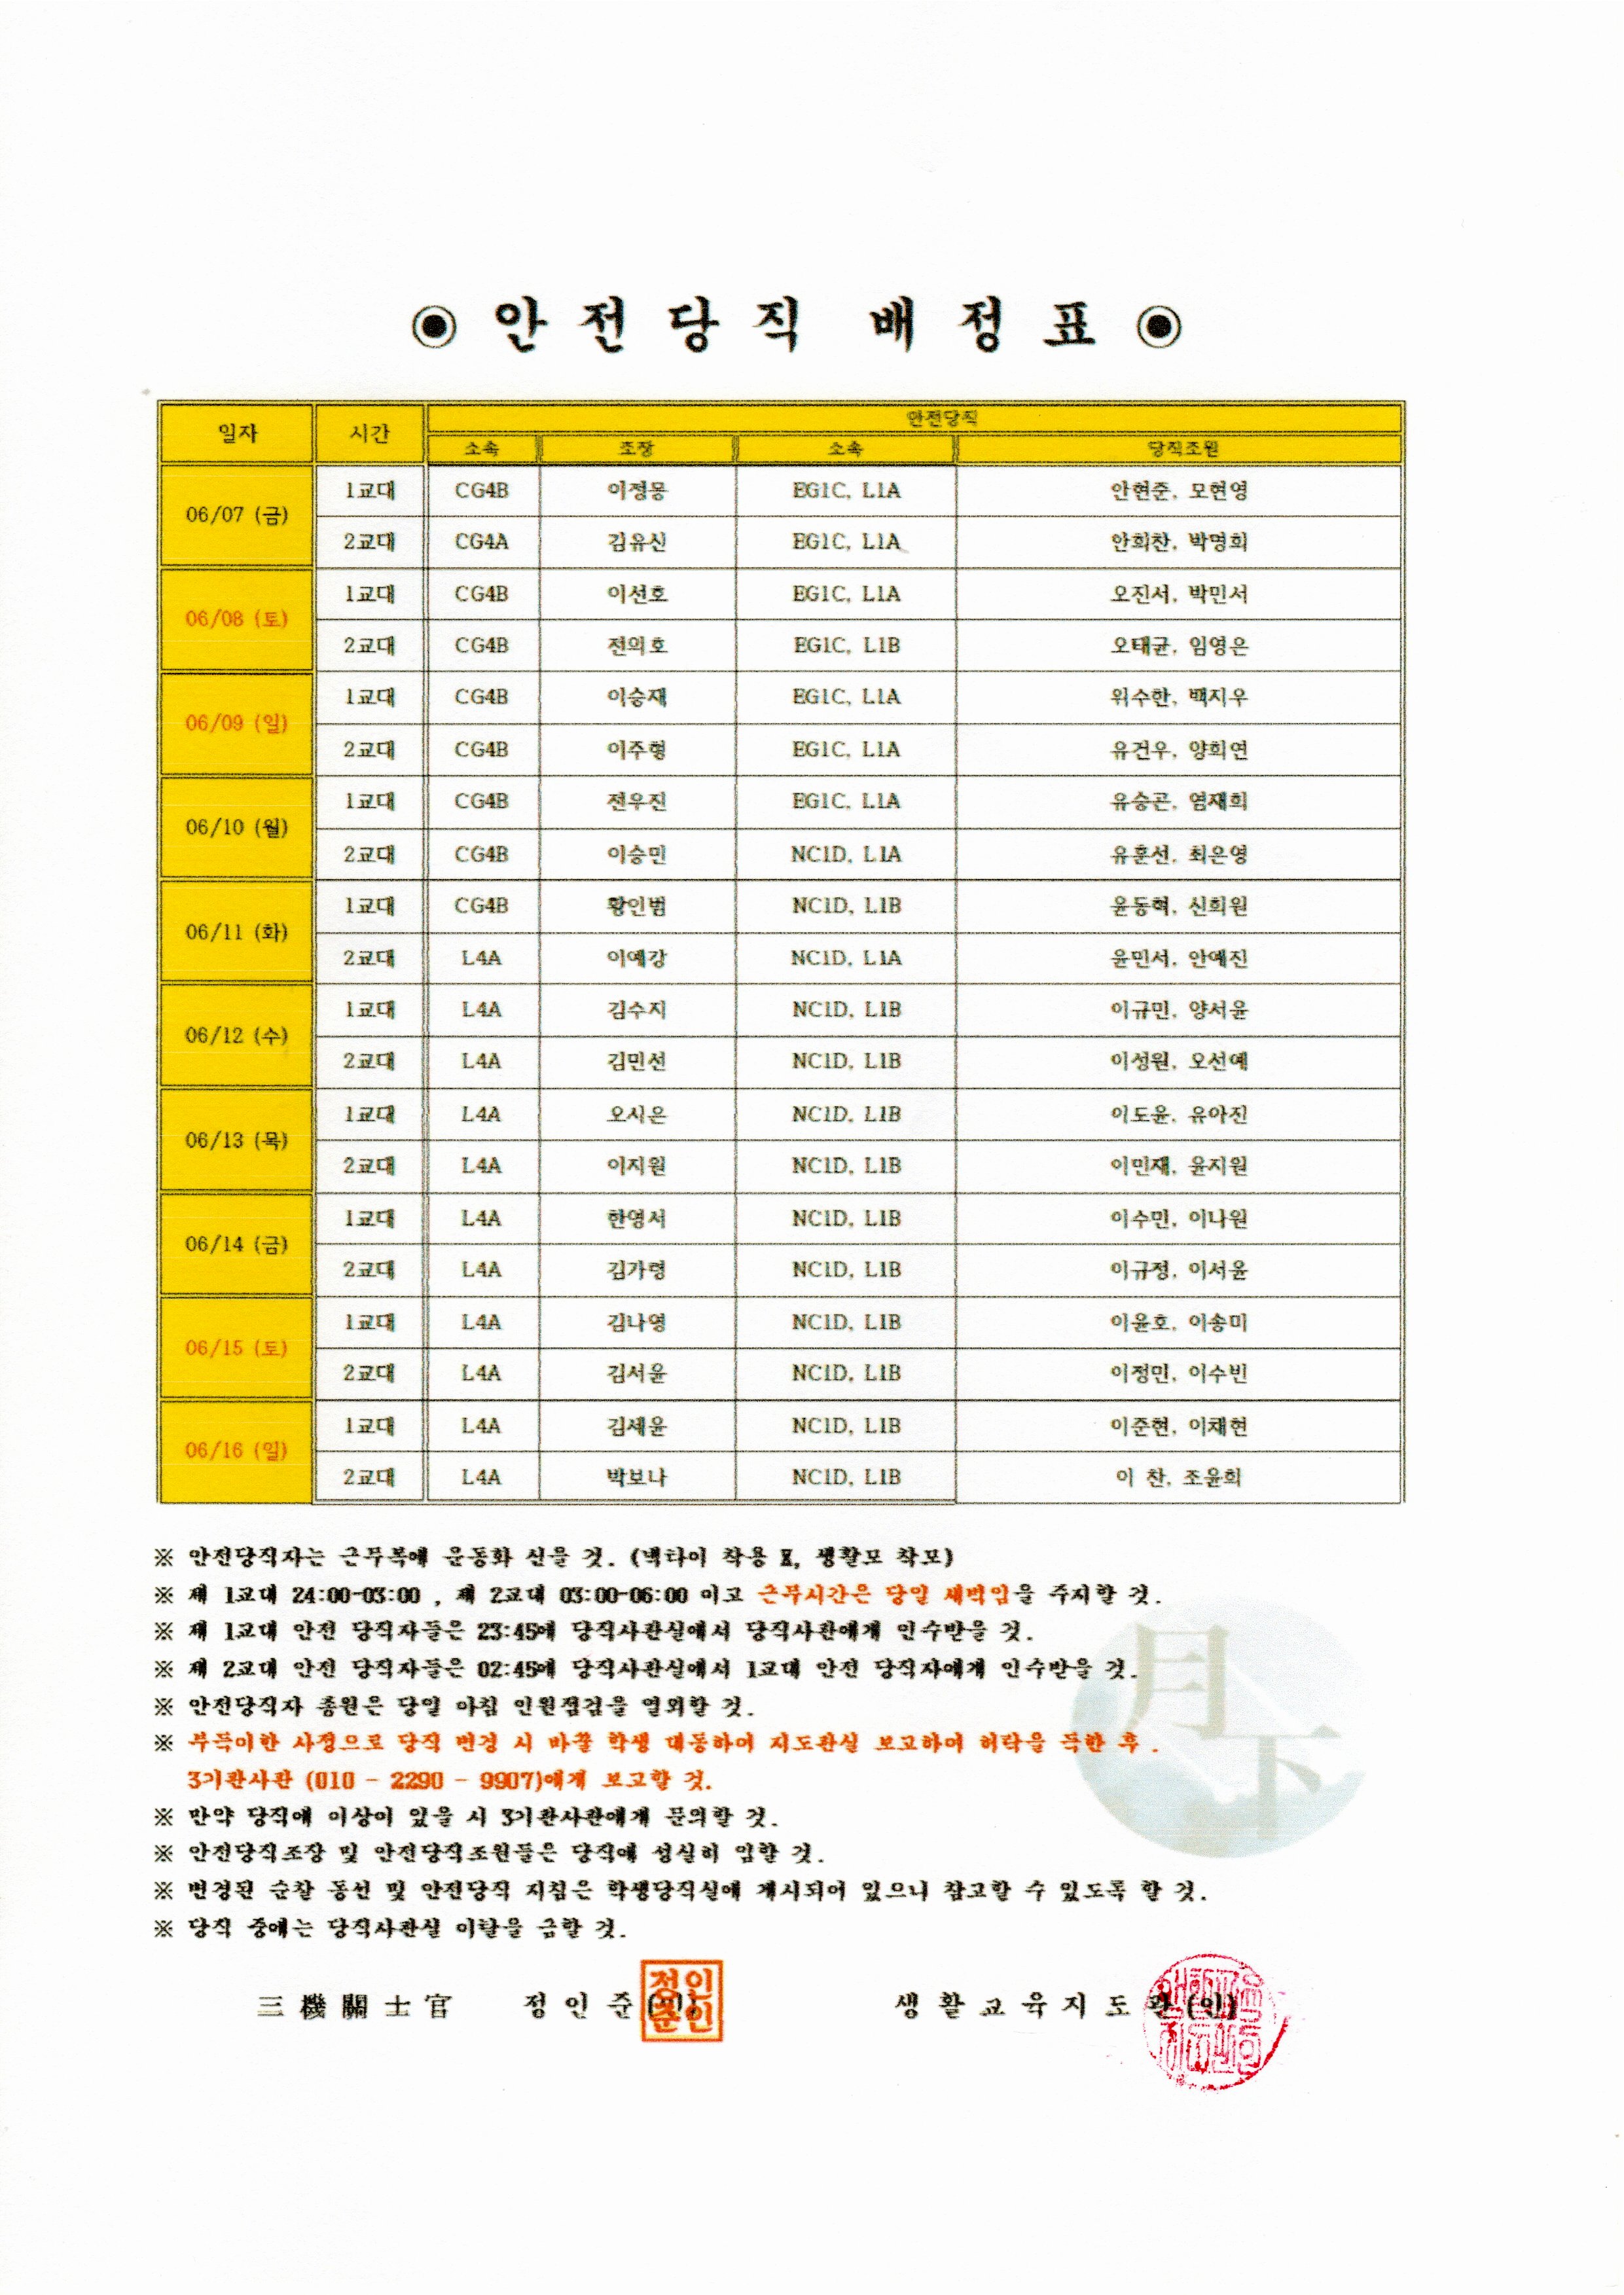 ◉ 안 전 당 직 배 정 표 ◉
일자 시간 안전당직
소속 조장 소속 당직조원
06/07 (금) 1교대 CG4B 이정몽 EG1C, L1A 안현준, 모현영
2교대 CG4A 김유신 EG1C, L1A 안희찬, 박명희
06/08 (토) 1교대 CG4B 이선호 EG1C, L1A 오진서, 박민서
2교대 CG4B 전의호 EG1C, L1B 오태균, 임영은
06/09 (일) 1교대 CG4B 이승재 EG1C, L1A 위수한, 백지우
2교대 CG4B 이주형 EG1C, L1A 유건우, 양희연
06/10 (월) 1교대 CG4B 전우진 EG1C, L1A 유승곤, 염재희
2교대 CG4B 이승민 NC1D, L1A 유훈선, 최은영
06/11 (화) 1교대 CG4B 황인범 NC1D, L1B 윤동혁, 신희원
2교대 L4A 이예강 NC1D, L1A 윤민서, 안예진
06/12 (수) 1교대 L4A 김수지 NC1D, L1B 이규민, 양서윤
2교대 L4A 김민선 NC1D, L1B 이성원, 오선예
06/13 (목) 1교대 L4A 오시은 NC1D, L1B 이도윤, 유아진
2교대 L4A 이지원 NC1D, L1B 이민재, 윤지원
06/14 (금) 1교대 L4A 한영서 NC1D, L1B 이수민, 이나원
2교대 L4A 김가령 NC1D, L1B 이규정, 이서윤
06/15 (토) 1교대 L4A 김나영 NC1D, L1B 이윤호, 이송미
2교대 L4A 김서윤 NC1D, L1B 이정민, 이수빈
06/16 (일) 1교대 L4A 김세윤 NC1D, L1B 이준현, 이채현
2교대 L4A 박보나 NC1D, L1B 이 찬, 조윤희
※ 안전당직자는 근무복에 운동화 신을 것. (넥타이 착용 X, 생활모 착모)
※ 제 1교대 24:00-03:00 , 제 2교대 03:00-06:00 이고 근무시간은 당일 새벽임을 주지할 것.
※ 제 1교대 안전 당직자들은 23:45에 당직사관실에서 당직사관에게 인수받을 것.
※ 제 2교대 안전 당직자들은 02:45에 당직사관실에서 1교대 안전 당직자에게 인수받을 것.
※ 안전당직자 총원은 당일 아침 인원점검을 열외할 것.
※ 부득이한 사정으로 당직 변경 시 바꿀 학생 대동하여 지도관실 보고하여 허락을 득한 후 .
3기관사관 (010 - 2290 - 9907)에게 보고할 것.
※ 만약 당직에 이상이 있을 시 3기관사관에게 문의할 것.
※ 안전당직조장 및 안전당직조원들은 당직에 성실히 임할 것.
※ 변경된 순찰 동선 및 안전당직 지침은 학생당직실에 게시되어 있으니 참고할 수 있도록 할 것.
※ 당직 중에는 당직사관실 이탈을 금할 것.
月下
三 機 關 士 官 정 인 준 (인) 생 활 교 육 지 도 관 (인)
정인
준인